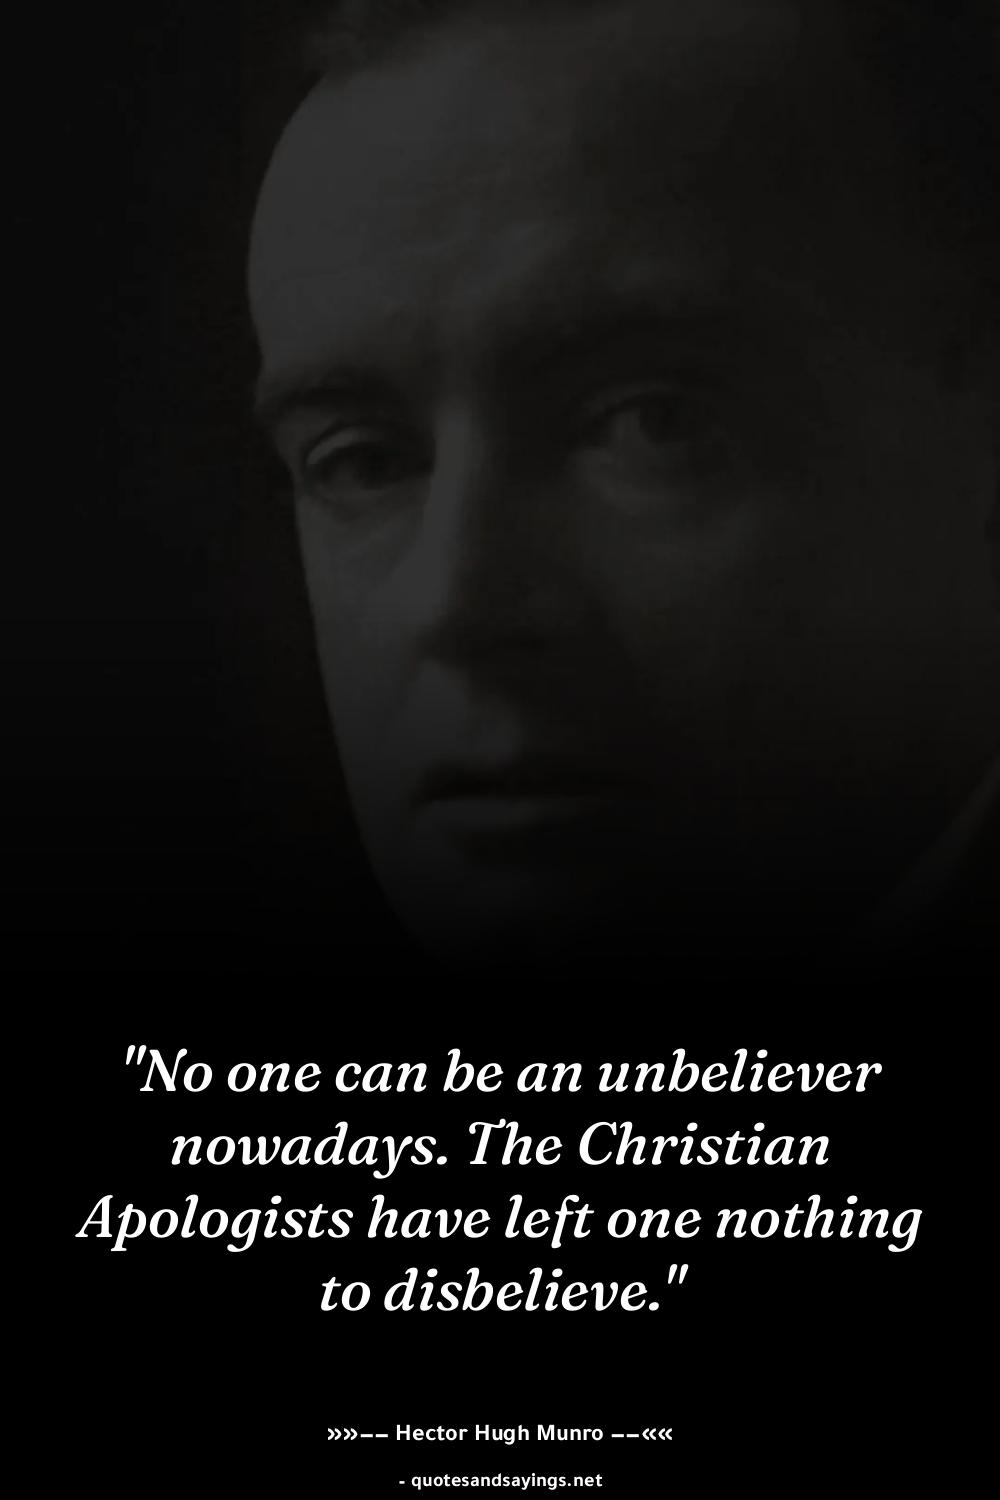 "No one can be an unbeliever
nowadays. The Christian
Apologists have left one nothing
to disbelieve."
»»–– Hector Hugh Munro ––««
- quotesandsayings.net